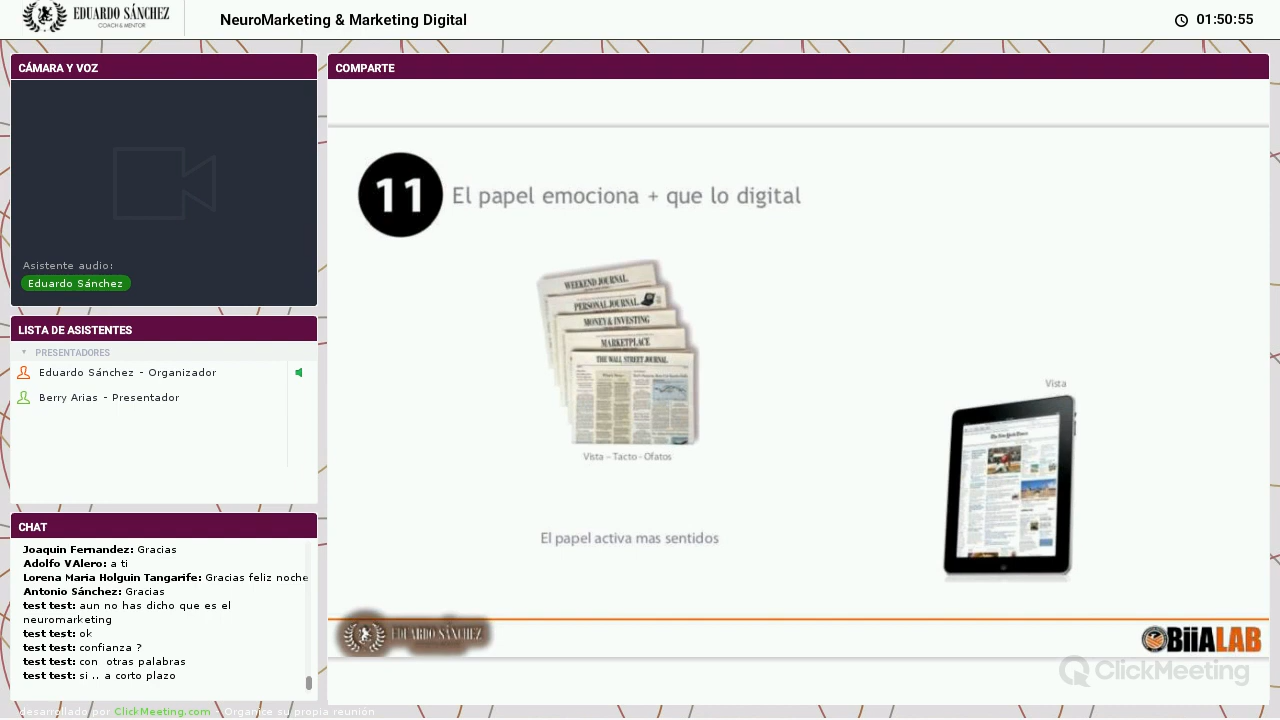 EDUARDO SÁNCHEZ
COACH & MENTOR
NeuroMarketing & Marketing Digital
01:50:55
CÁMARA Y VOZ
Asistente audio:
Eduardo Sánchez
LISTA DE ASISTENTES
PRESENTADORES
Eduardo Sánchez - Organizador
Berry Arias - Presentador
CHAT
Joaquin Fernandez: Gracias
Adolfo VAlero: a ti
Lorena Maria Holguin Tangarife: Gracias feliz noche
Antonio Sánchez: Gracias
test test: aun no has dicho que es el
neuromarketing
test test: ok
test test: confianza ?
test test: con otras palabras
test test: si .. a corto plazo
desarrollado por ClickMeeting.com - Organice su propia reunión
COMPARTE
11 El papel emociona + que lo digital
WEEKEND JOURNAL
PERSONAL JOURNAL
MONEY & INVESTING
MARKETPLACE
THE WALL STREET JOURNAL
Vista – Tacto - Ofatos
Vista
The New York Times
El papel activa mas sentidos
EDUARDO SÁNCHEZ
BiiALAB
ClickMeeting